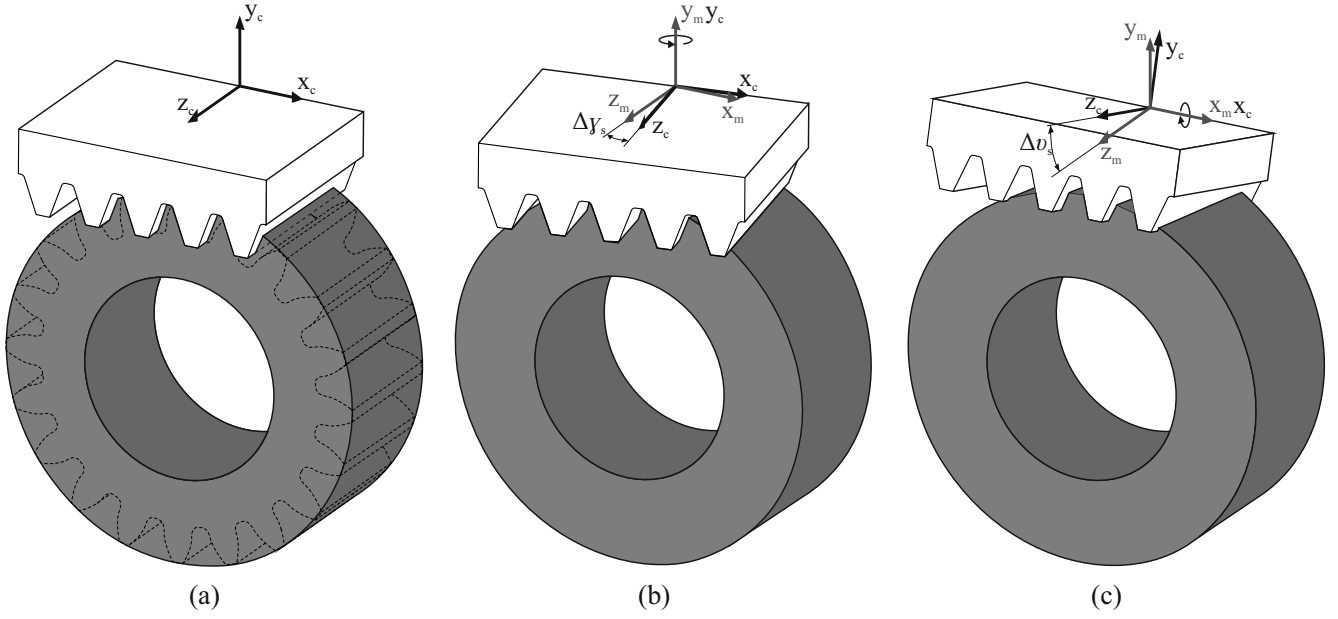 y_c
x_c
z_c
(a)
y_m y_c
x_c
x_m
z_m
z_c
Δγ_s
(b)
y_m
y_c
x_m x_c
z_c
z_m
Δυ_s
(c)